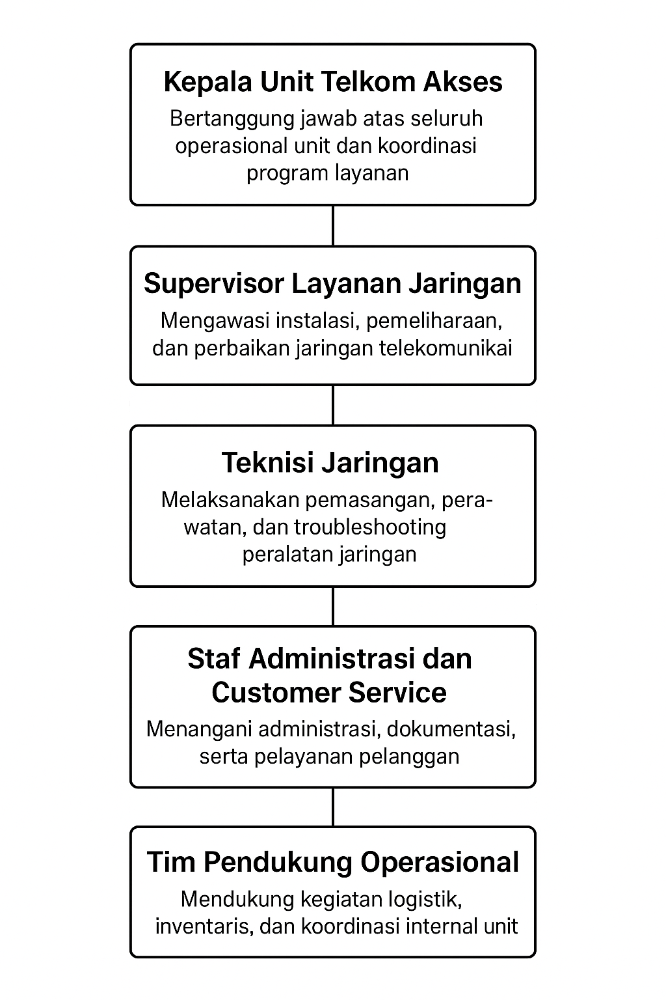 Kepala Unit Telkom Akses
Bertanggung jawab atas seluruh
operasional unit dan koordinasi
program layanan
Supervisor Layanan Jaringan
Mengawasi instalasi, pemeliharaan,
dan perbaikan jaringan telekomunikai
Teknisi Jaringan
Melaksanakan pemasangan, pera-
watan, dan troubleshooting
peralatan jaringan
Staf Administrasi dan
Customer Service
Menangani administrasi, dokumentasi,
serta pelayanan pelanggan
Tim Pendukung Operasional
Mendukung kegiatan logistik,
inventaris, dan koordinasi internal unit